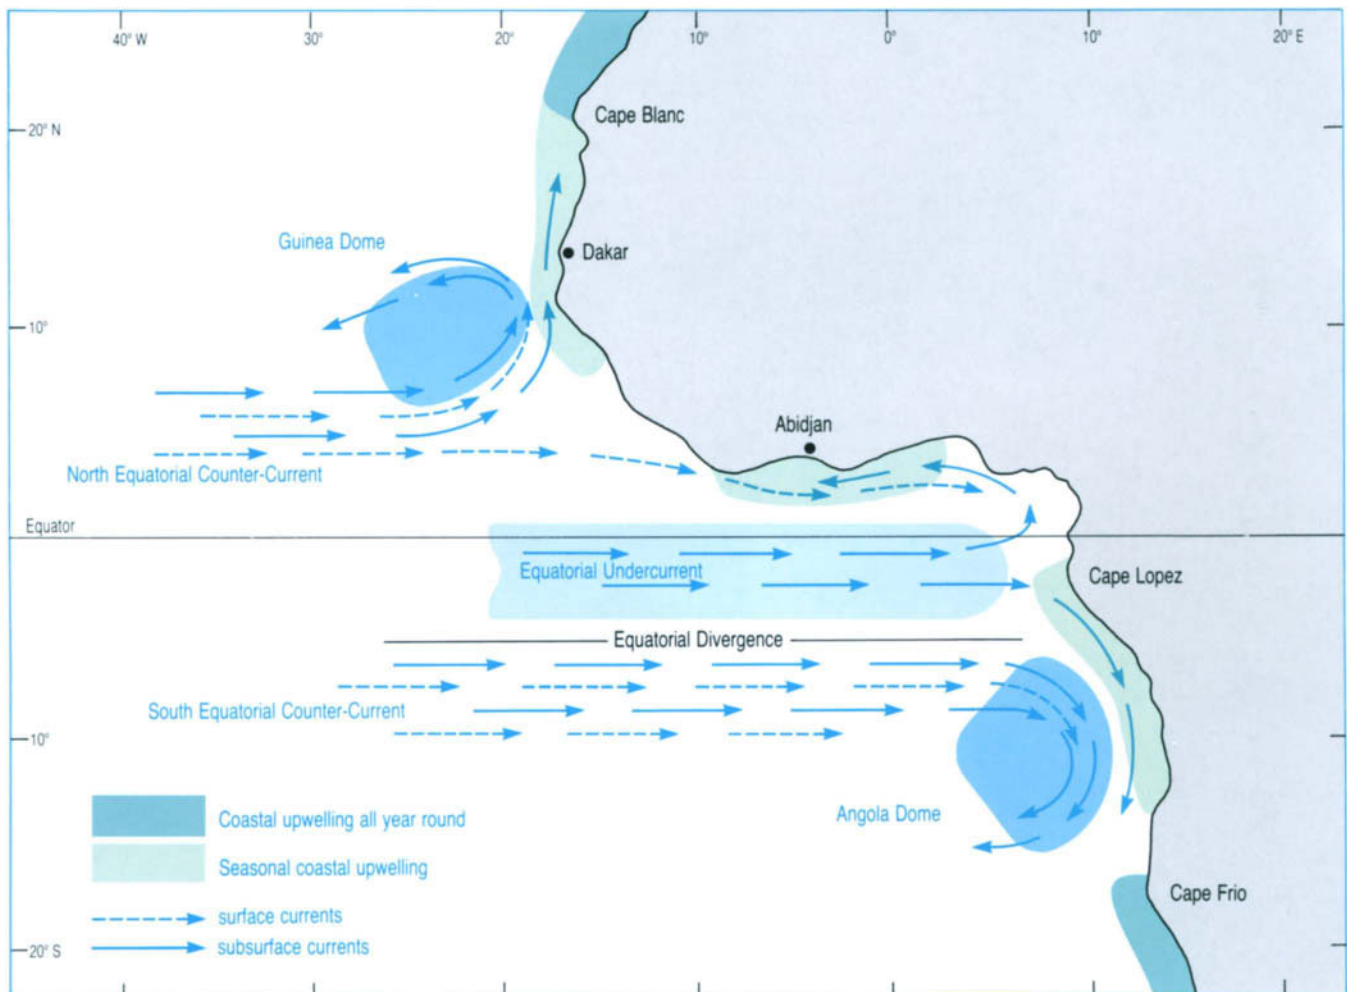 40° W
30°
20°
10°
0°
10°
20° E
Cape Blanc
20° N
Guinea Dome
Dakar
10°
Abidjan
North Equatorial Counter-Current
Equator
Equatorial Undercurrent
Cape Lopez
Equatorial Divergence
South Equatorial Counter-Current
10°
Angola Dome
Coastal upwelling all year round
Seasonal coastal upwelling
Cape Frio
surface currents
subsurface currents
20° S